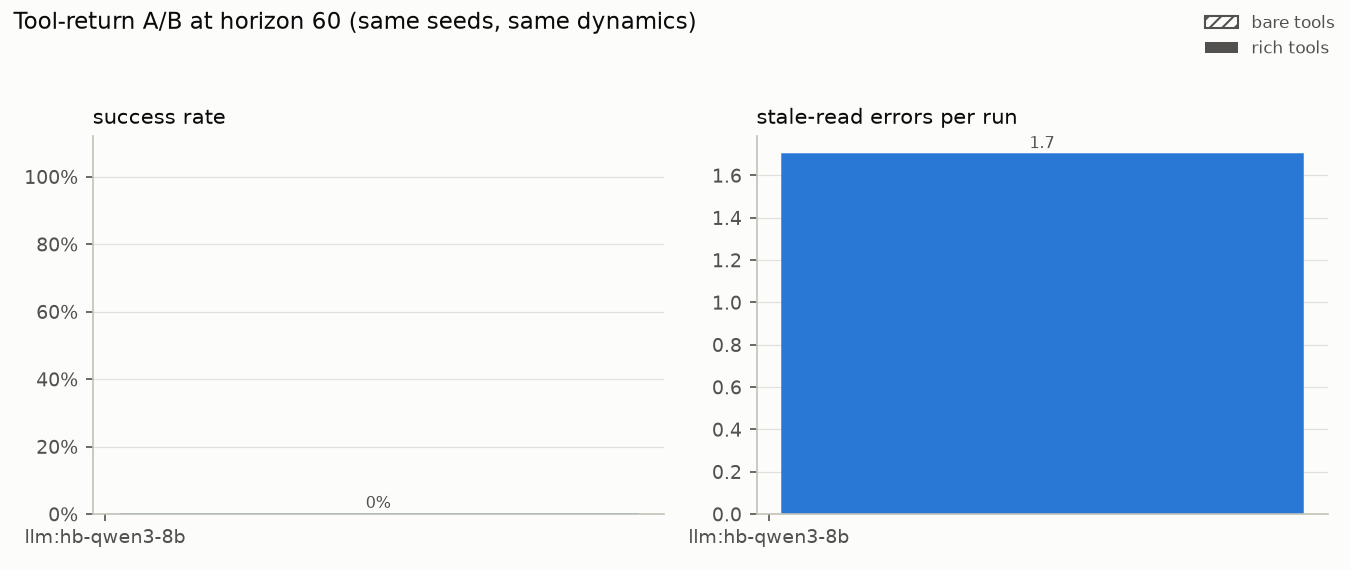 Tool-return A/B at horizon 60 (same seeds, same dynamics)
bare tools
rich tools
success rate
100%
80%
60%
40%
20%
0%
0%
llm:hb-qwen3-8b
stale-read errors per run
1.7
1.6
1.4
1.2
1.0
0.8
0.6
0.4
0.2
0.0
llm:hb-qwen3-8b